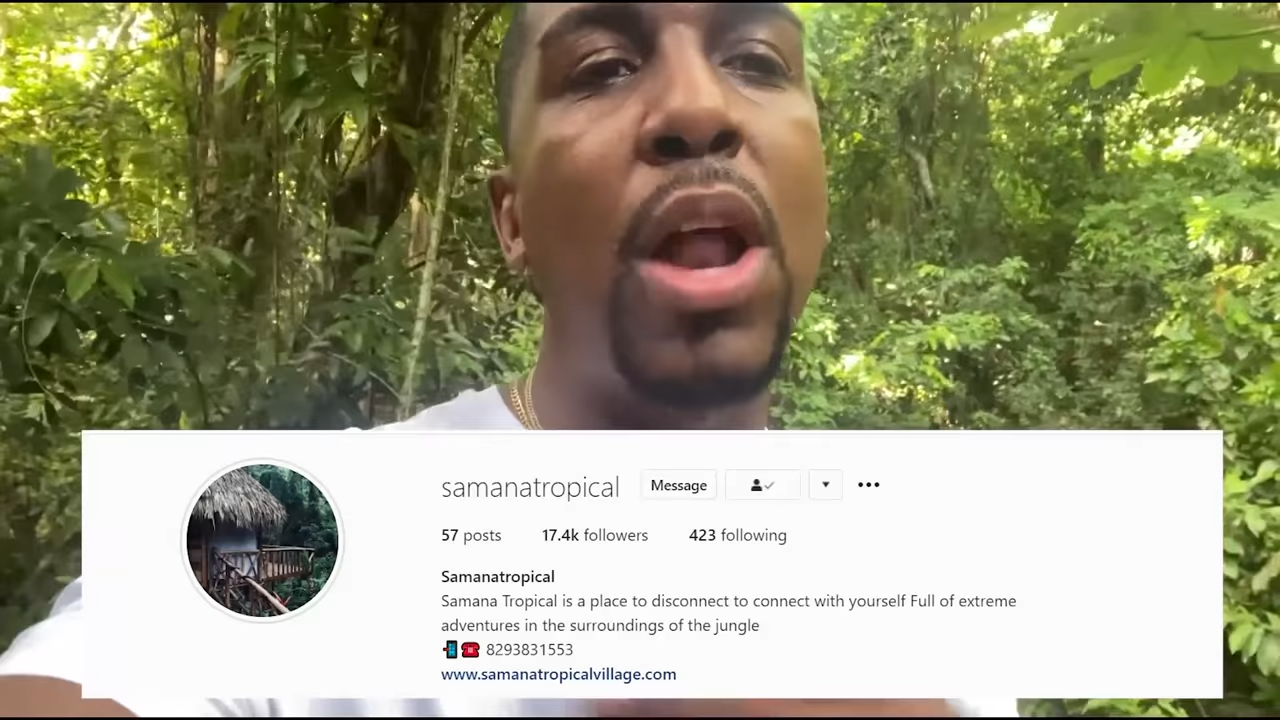 samanatropical Message
57 posts 17.4k followers 423 following
Samanatropical
Samana Tropical is a place to disconnect to connect with yourself Full of extreme
adventures in the surroundings of the jungle
📲☎️ 8293831553
www.samanatropicalvillage.com